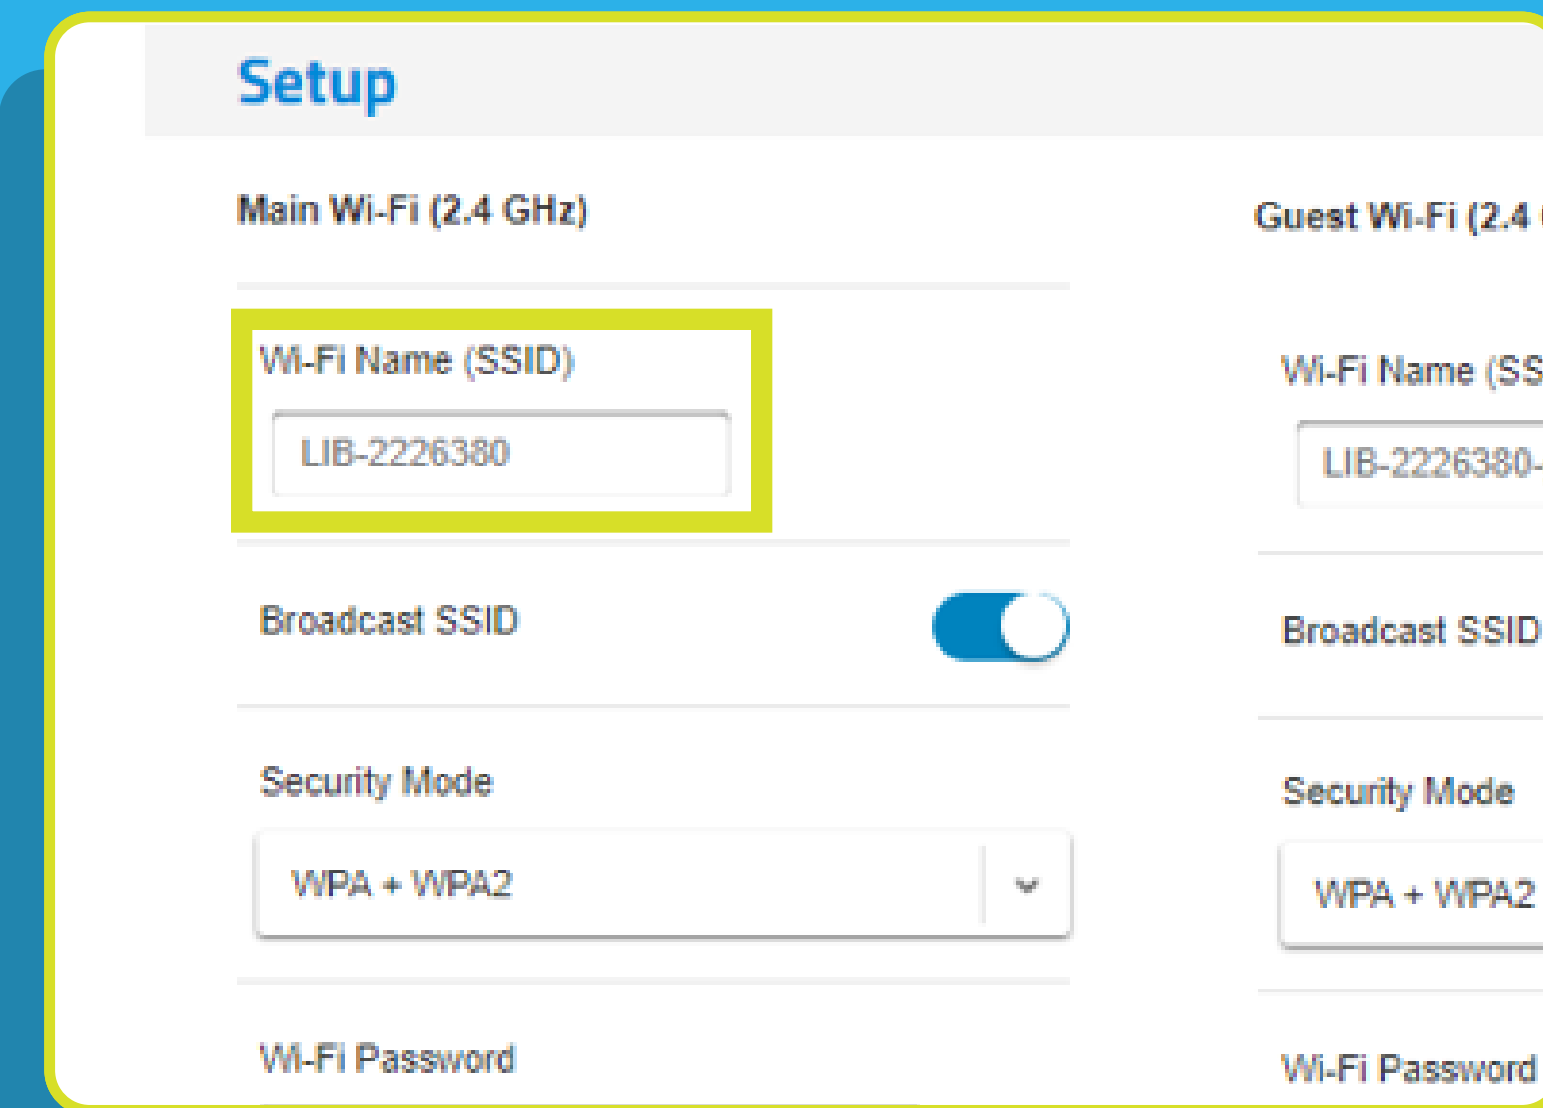 Setup
Main Wi-Fi (2.4 GHz)
Wi-Fi Name (SSID)
LIB-2226380
Broadcast SSID
Security Mode
WPA + WPA2
Wi-Fi Password
Guest Wi-Fi (2.4
Wi-Fi Name (SS
LIB-2226380-
Broadcast SSID
Security Mode
WPA + WPA2
Wi-Fi Password